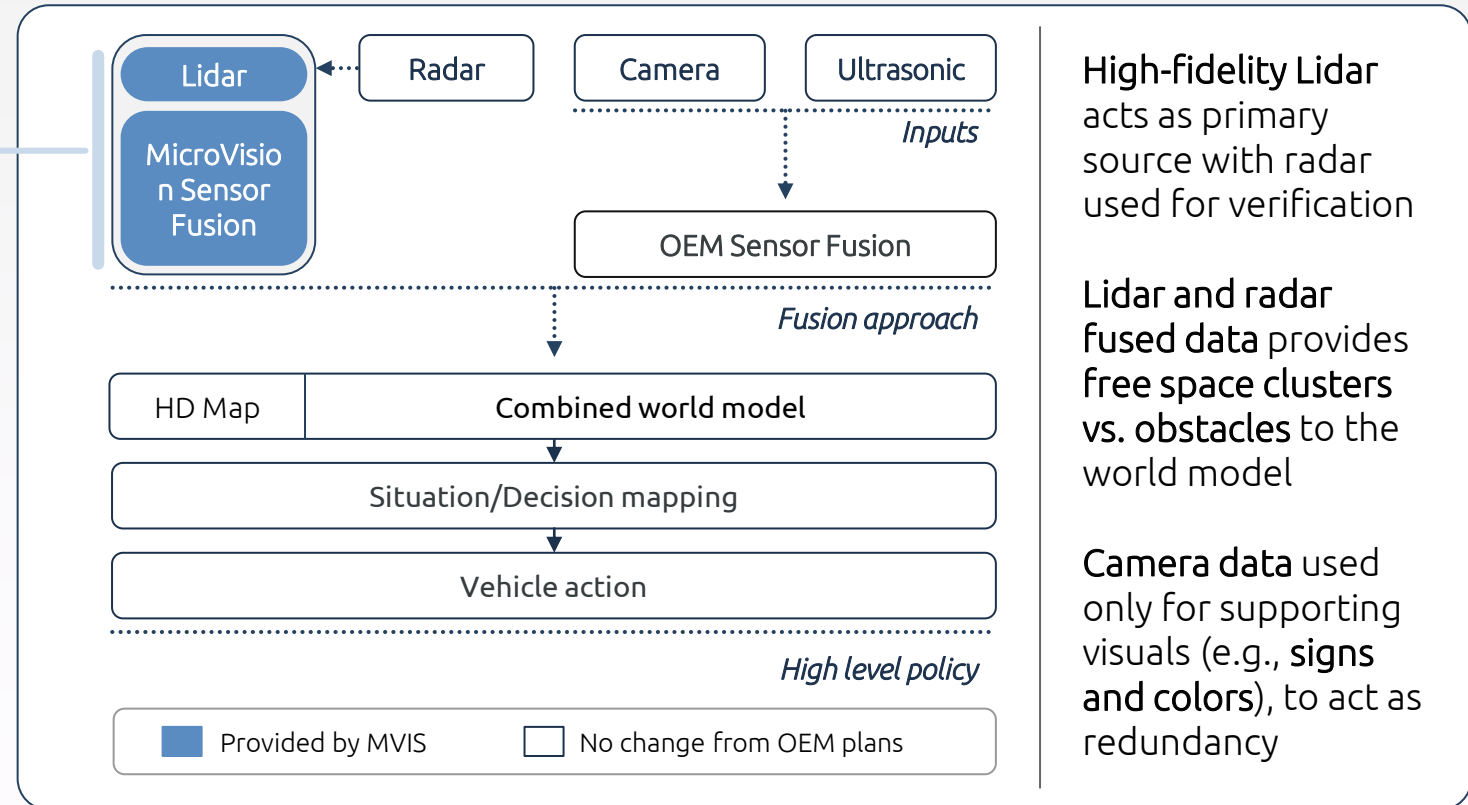 Lidar
Radar
Camera
Ultrasonic
Inputs
MicroVisio
n Sensor
Fusion
OEM Sensor Fusion
Fusion approach
HD Map
Combined world model
Situation/Decision mapping
Vehicle action
High level policy
Provided by MVIS
No change from OEM plans
High-fidelity Lidar
acts as primary
source with radar
used for verification
Lidar and radar
fused data provides
free space clusters
vs. obstacles to the
world model
Camera data used
only for supporting
visuals (e.g., signs
and colors), to act as
redundancy